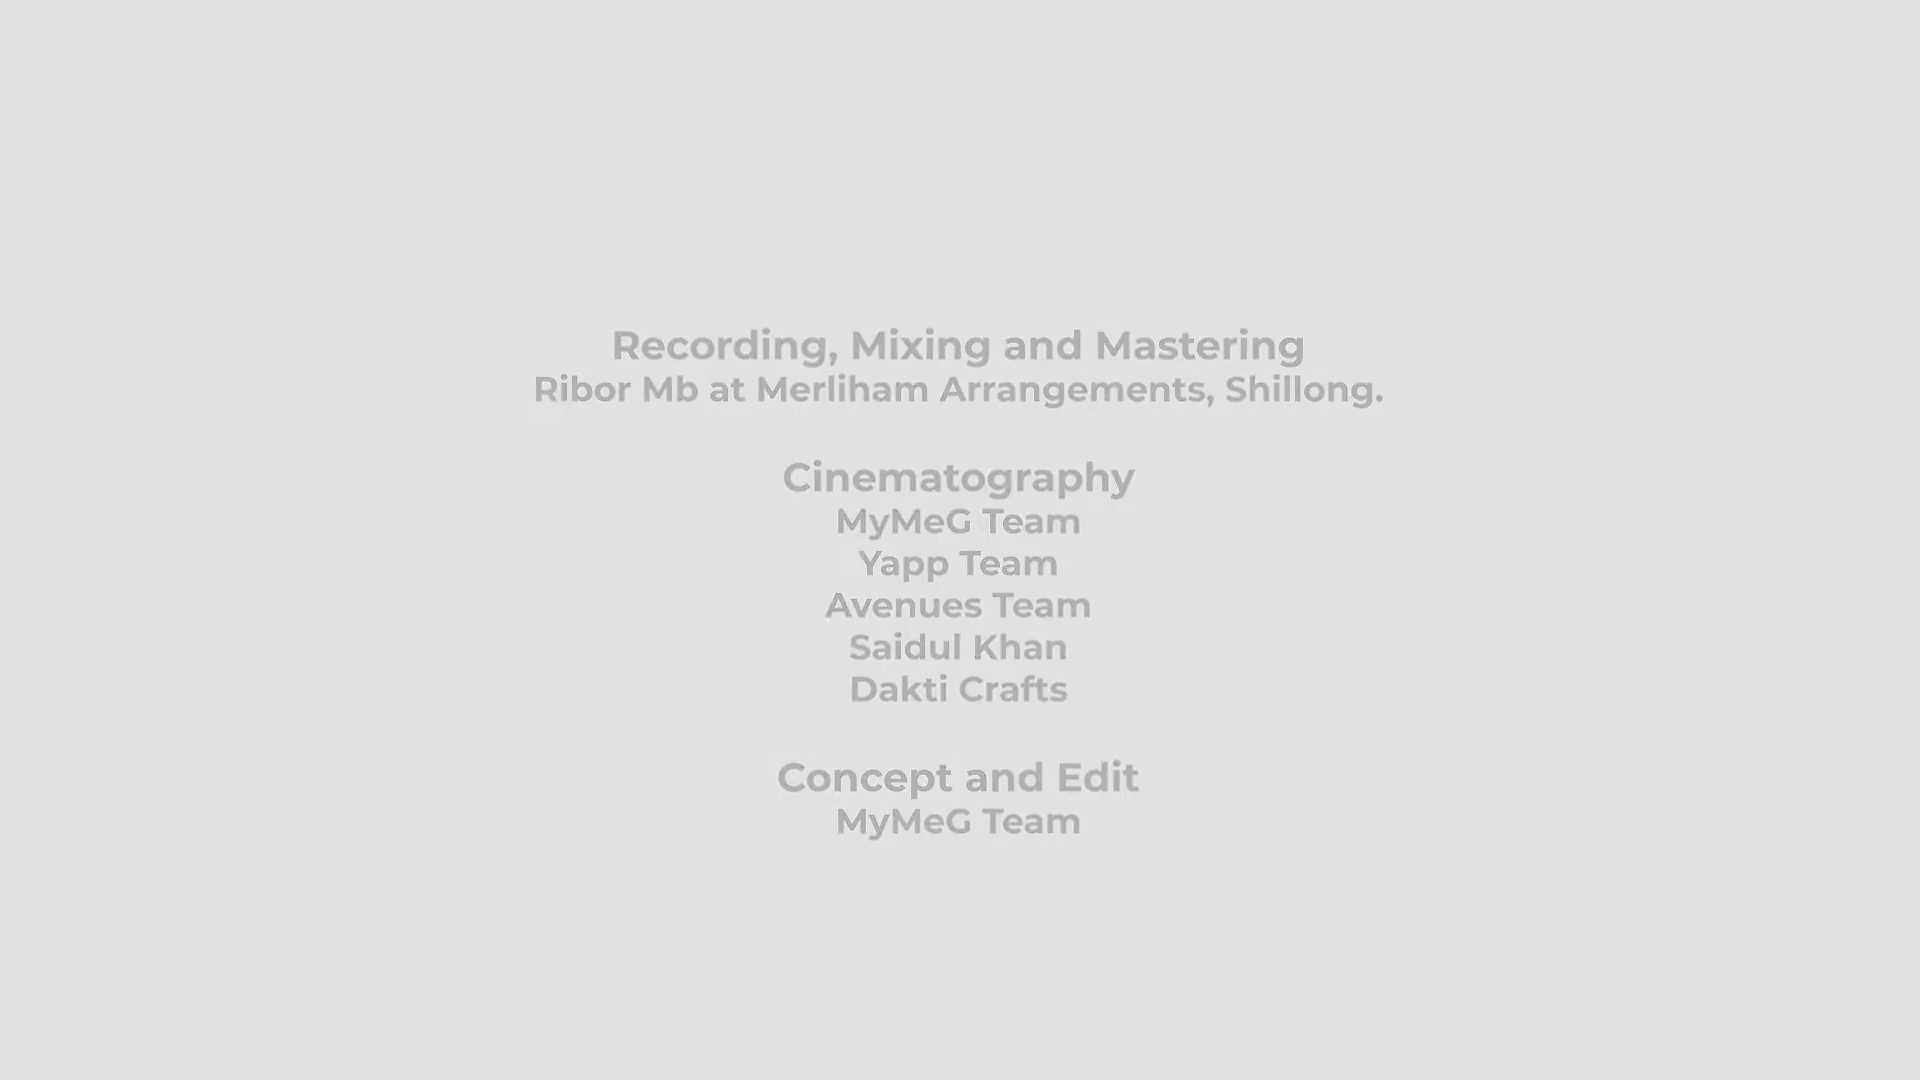 Recording, Mixing and Mastering
Ribor Mb at Merliham Arrangements, Shillong.
Cinematography
MyMeG Team
Yapp Team
Avenues Team
Saidul Khan
Dakti Crafts
Concept and Edit
MyMeG Team